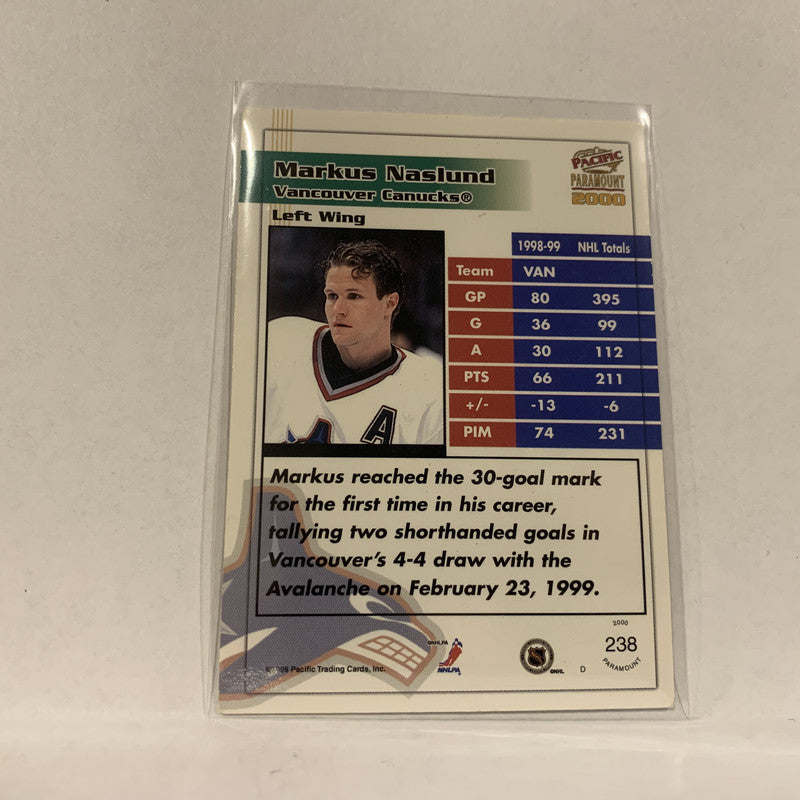 Markus Naslund
Vancouver Canucks®
Left Wing
PACIFIC
PARAMOUNT
2000
1998-99 NHL Totals
Team VAN
GP 80 395
G 36 99
A 30 112
PTS 66 211
+/- -13 -6
PIM 74 231
A
Markus reached the 30-goal mark
for the first time in his career,
tallying two shorthanded goals in
Vancouver's 4-4 draw with the
Avalanche on February 23, 1999.
©1999 Pacific Trading Cards, Inc.
©NHLPA
NHLPA
©NHL
D
2000
238
PARAMOUNT